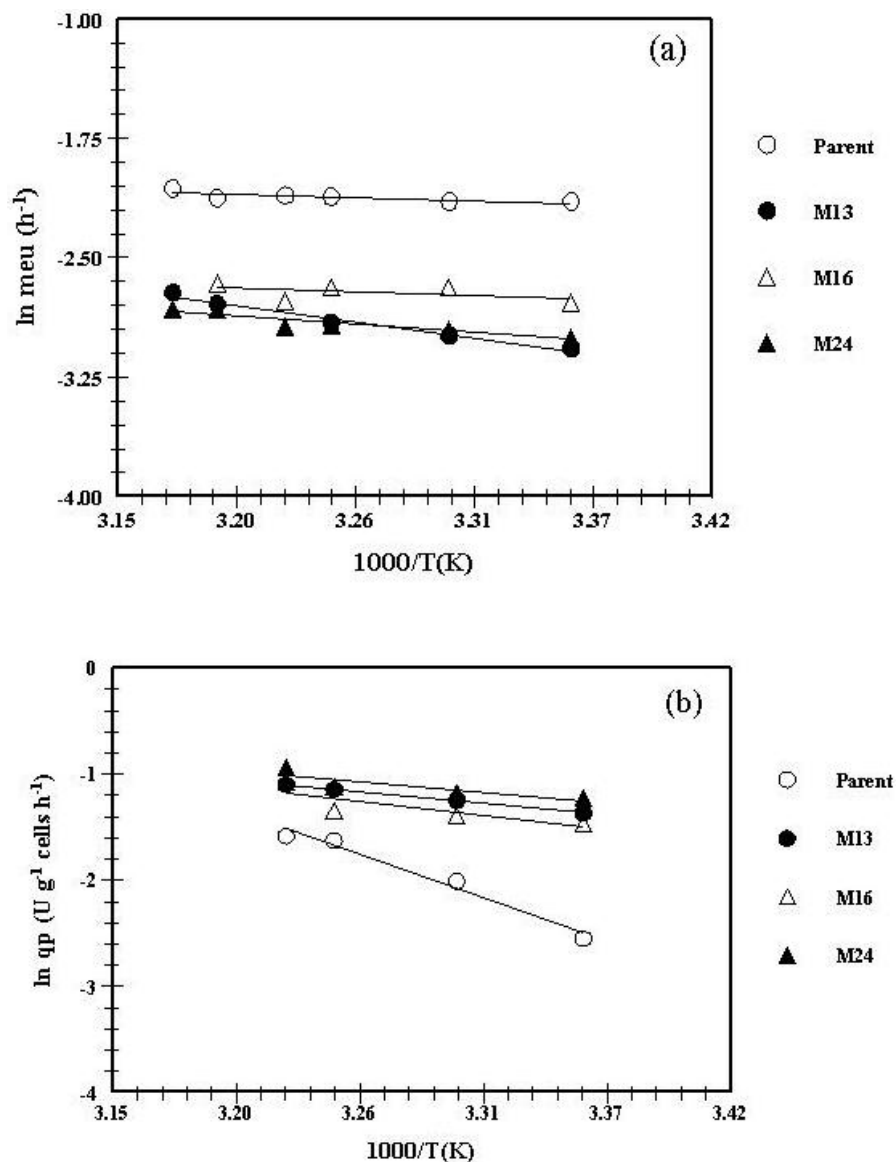 (a)
-1.00
-1.75
-2.50
-3.25
-4.00
ln meu (h-1)
3.15 3.20 3.26 3.31 3.37 3.42
1000/T(K)
Parent
M13
M16
M24
(b)
0
-1
-2
-3
-4
ln qp (U g-1 cells h-1)
3.15 3.20 3.26 3.31 3.37 3.42
1000/T(K)
Parent
M13
M16
M24